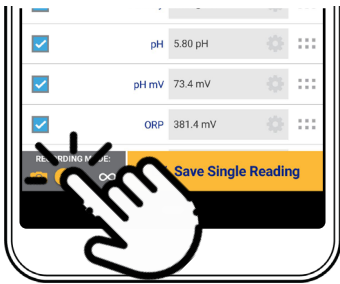 pH 5.80 pH
pH mV 73.4 mV
ORP 381.4 mV
RECORDING MODE:
Save Single Reading